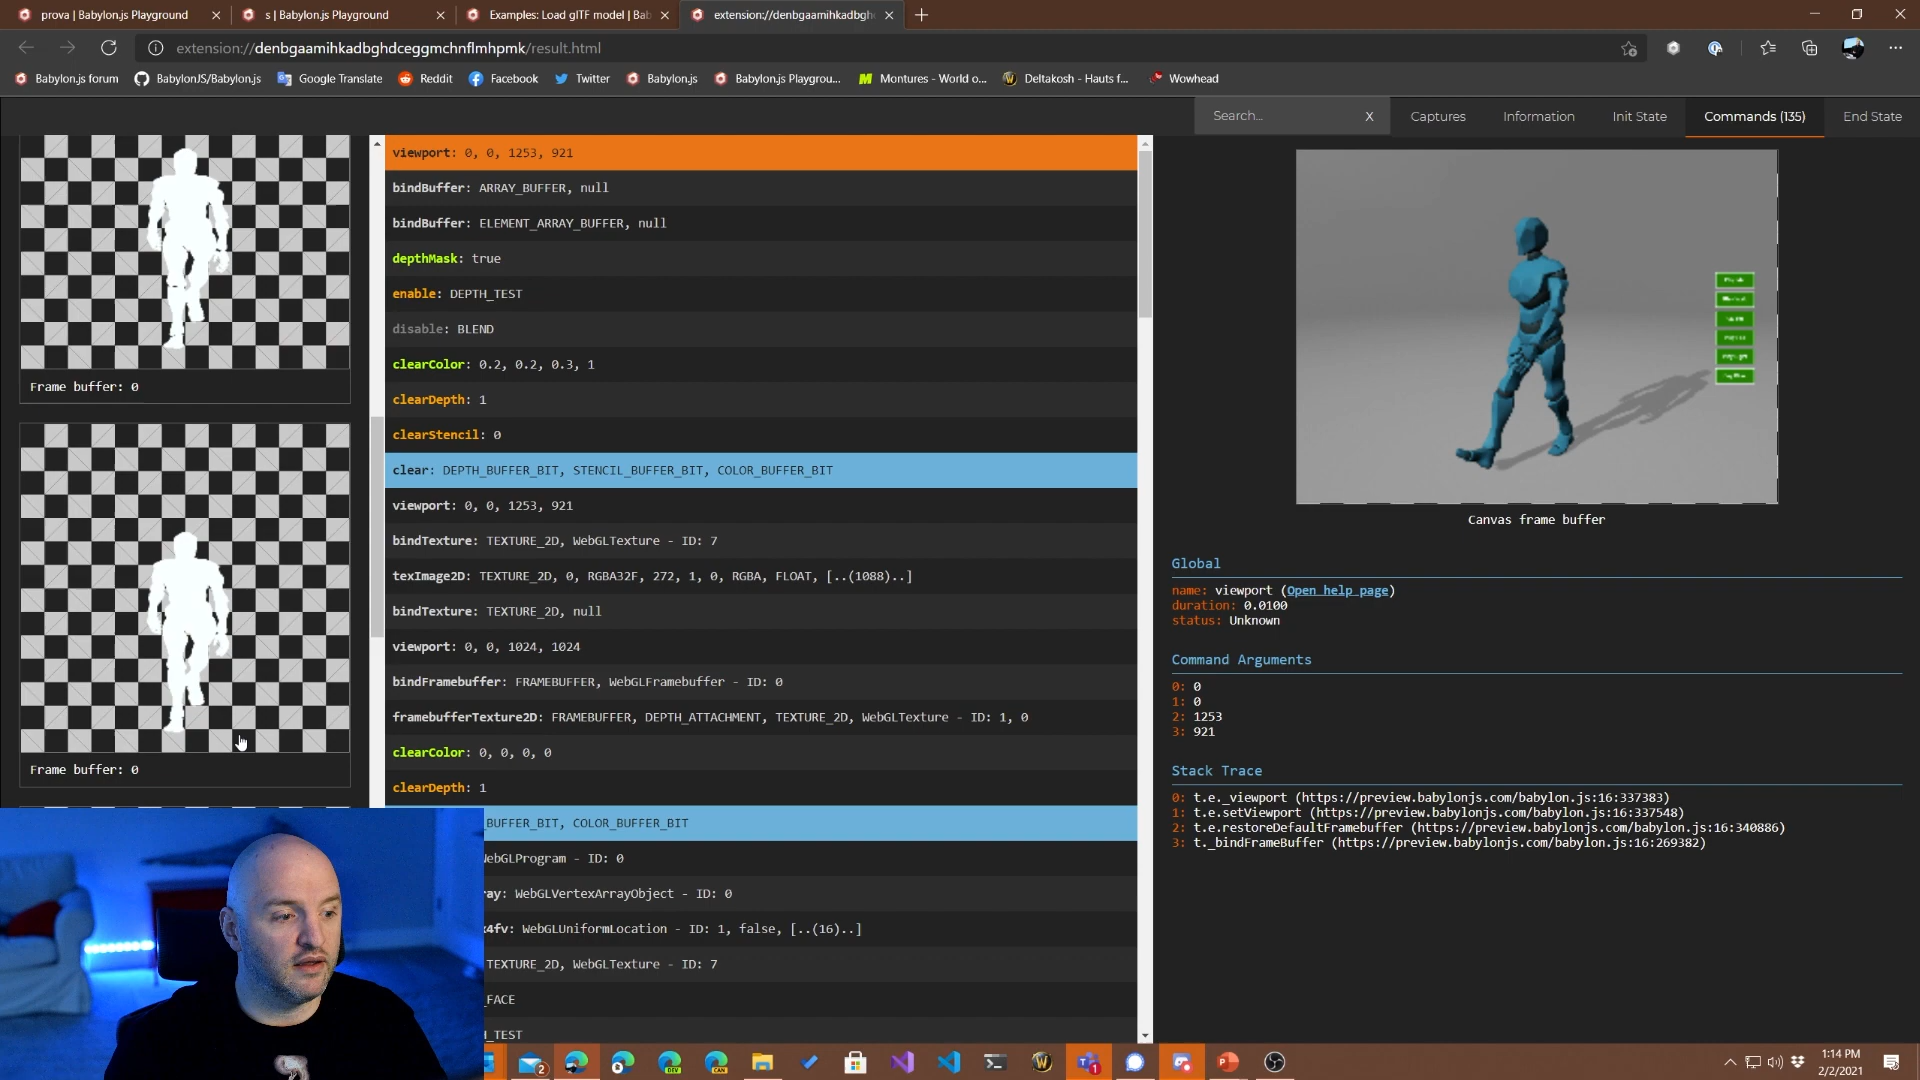 prova | Babylon.js Playground
s | Babylon.js Playground
Examples: Load glTF model | Bab
extension://denbgaamihkadbgh
extension://denbgaamihkadbghdceggmchnflmhpmk/result.html
Babylon.js forum
BabylonJS/Babylon.js
Google Translate
Reddit
Facebook
Twitter
Babylon.js
Babylon.js Playgrou...
Montures - World o...
Deltakosh - Hauts f...
Wowhead
Search...
X
Captures
Information
Init State
Commands (135)
End State
Frame buffer: 0
Frame buffer: 0
viewport: 0, 0, 1253, 921
bindBuffer: ARRAY_BUFFER, null
bindBuffer: ELEMENT_ARRAY_BUFFER, null
depthMask: true
enable: DEPTH_TEST
disable: BLEND
clearColor: 0.2, 0.2, 0.3, 1
clearDepth: 1
clearStencil: 0
clear: DEPTH_BUFFER_BIT, STENCIL_BUFFER_BIT, COLOR_BUFFER_BIT
viewport: 0, 0, 1253, 921
bindTexture: TEXTURE_2D, WebGLTexture - ID: 7
texImage2D: TEXTURE_2D, 0, RGBA32F, 272, 1, 0, RGBA, FLOAT, [..(1088)..]
bindTexture: TEXTURE_2D, null
viewport: 0, 0, 1024, 1024
bindFramebuffer: FRAMEBUFFER, WebGLFramebuffer - ID: 0
framebufferTexture2D: FRAMEBUFFER, DEPTH_ATTACHMENT, TEXTURE_2D, WebGLTexture - ID: 1, 0
clearColor: 0, 0, 0, 0
clearDepth: 1
_BUFFER_BIT, COLOR_BUFFER_BIT
WebGLProgram - ID: 0
ray: WebGLVertexArrayObject - ID: 0
x4fv: WebGLUniformLocation - ID: 1, false, [..(16)..]
TEXTURE_2D, WebGLTexture - ID: 7
_FACE
H_TEST
Canvas frame buffer
Global
name: viewport (Open help page)
duration: 0.0100
status: Unknown
Command Arguments
0: 0
1: 0
2: 1253
3: 921
Stack Trace
0: t.e._viewport (https://preview.babylonjs.com/babylon.js:16:337383)
1: t.e.setViewport (https://preview.babylonjs.com/babylon.js:16:337548)
2: t.e.restoreDefaultFramebuffer (https://preview.babylonjs.com/babylon.js:16:340886)
3: t._bindFrameBuffer (https://preview.babylonjs.com/babylon.js:16:269382)
2
DEV
CAN
1
1:14 PM
2/2/2021